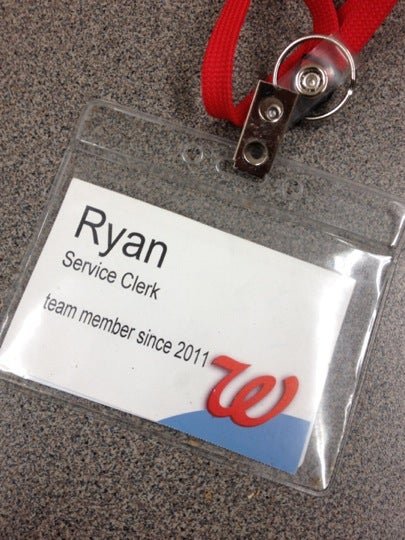 Ryan
Service Clerk
team member since 2011
W